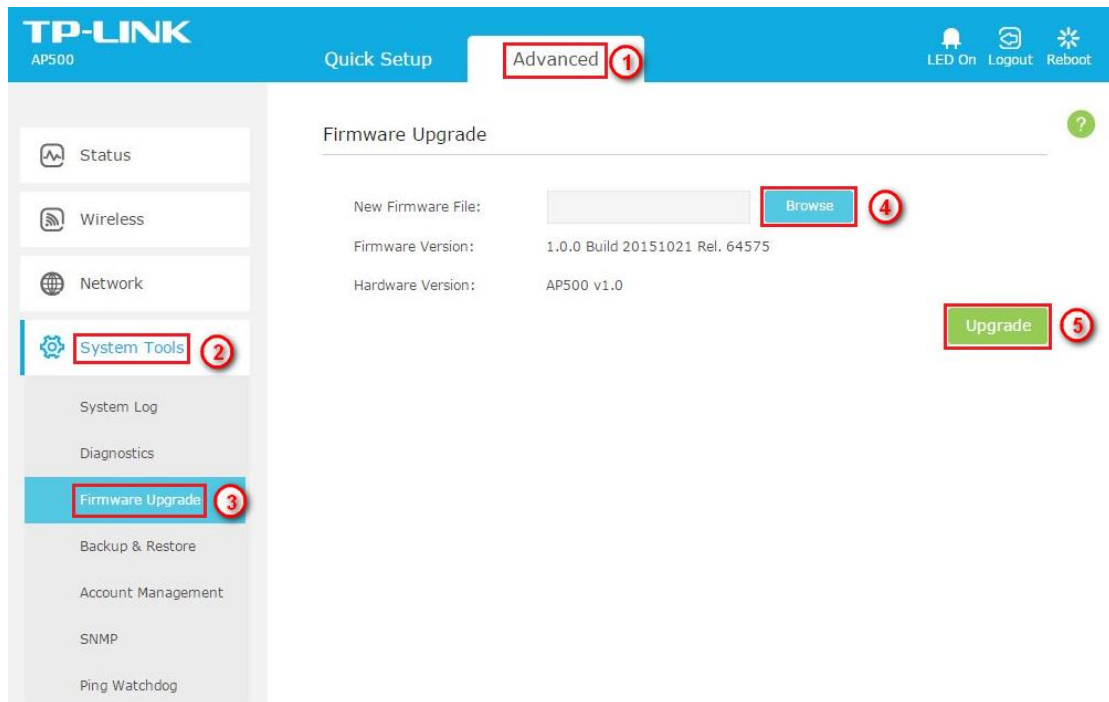 TP-LINK
AP500
Quick Setup
Advanced
1
LED On
Logout
Reboot
Status
Wireless
Network
System Tools
2
System Log
Diagnostics
Firmware Upgrade
3
Backup & Restore
Account Management
SNMP
Ping Watchdog
Firmware Upgrade
?
New Firmware File:
Browse
4
Firmware Version:
1.0.0 Build 20151021 Rel. 64575
Hardware Version:
AP500 v1.0
Upgrade
5